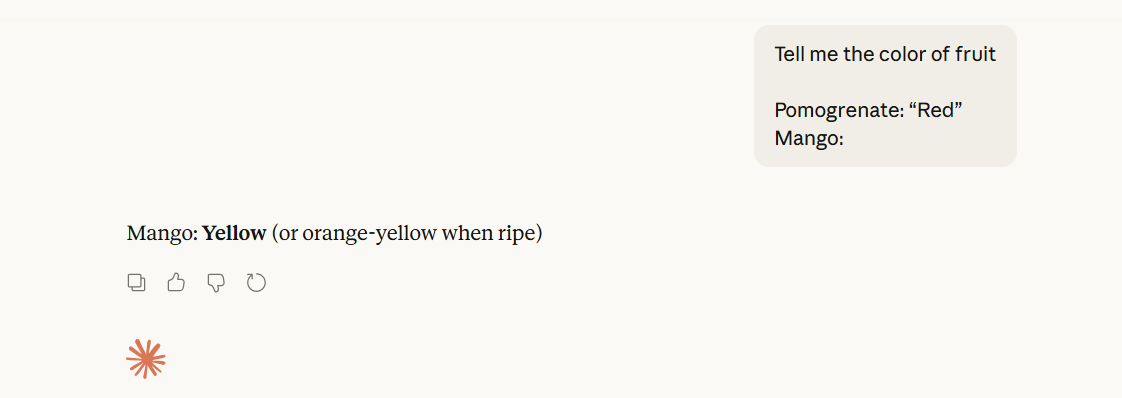 Tell me the color of fruit
Pomogrenate: “Red”
Mango:
Mango: Yellow (or orange-yellow when ripe)